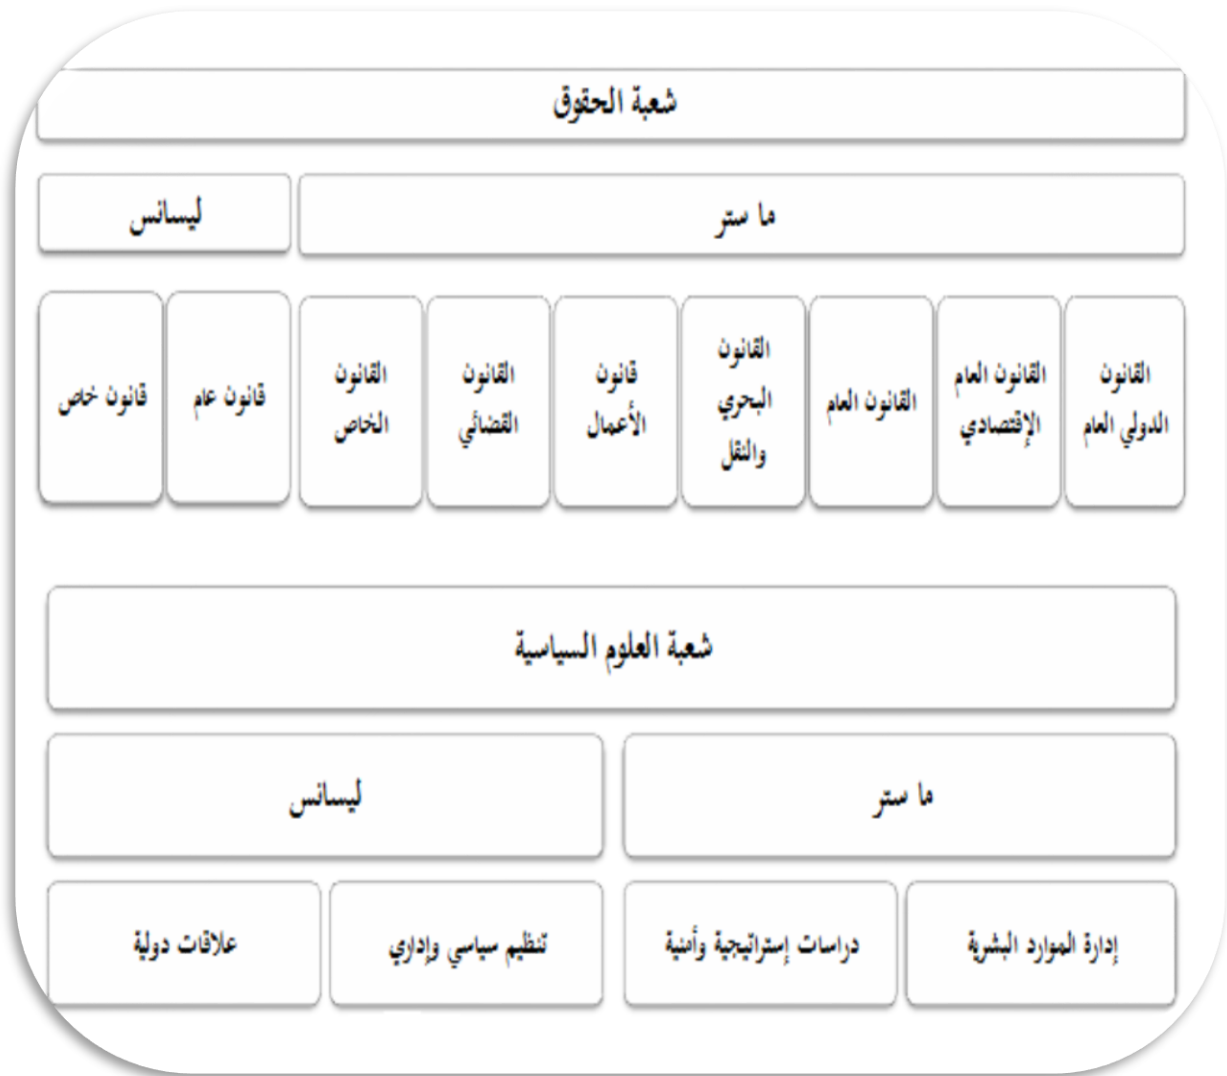 شعبة الحقوق
ما ستر
ليسانس
القانون
الدولي العام
القانون العام
الإقتصادي
القانون العام
القانون
البحري
والنقل
قانون
الأعمال
القانون
القضائي
القانون
الخاص
قانون عام
قانون خاص
شعبة العلوم السياسية
ما ستر
ليسانس
إدارة الموارد البشرية
دراسات إستراتيجية وأمنية
تنظيم سياسي وإداري
علاقات دولية